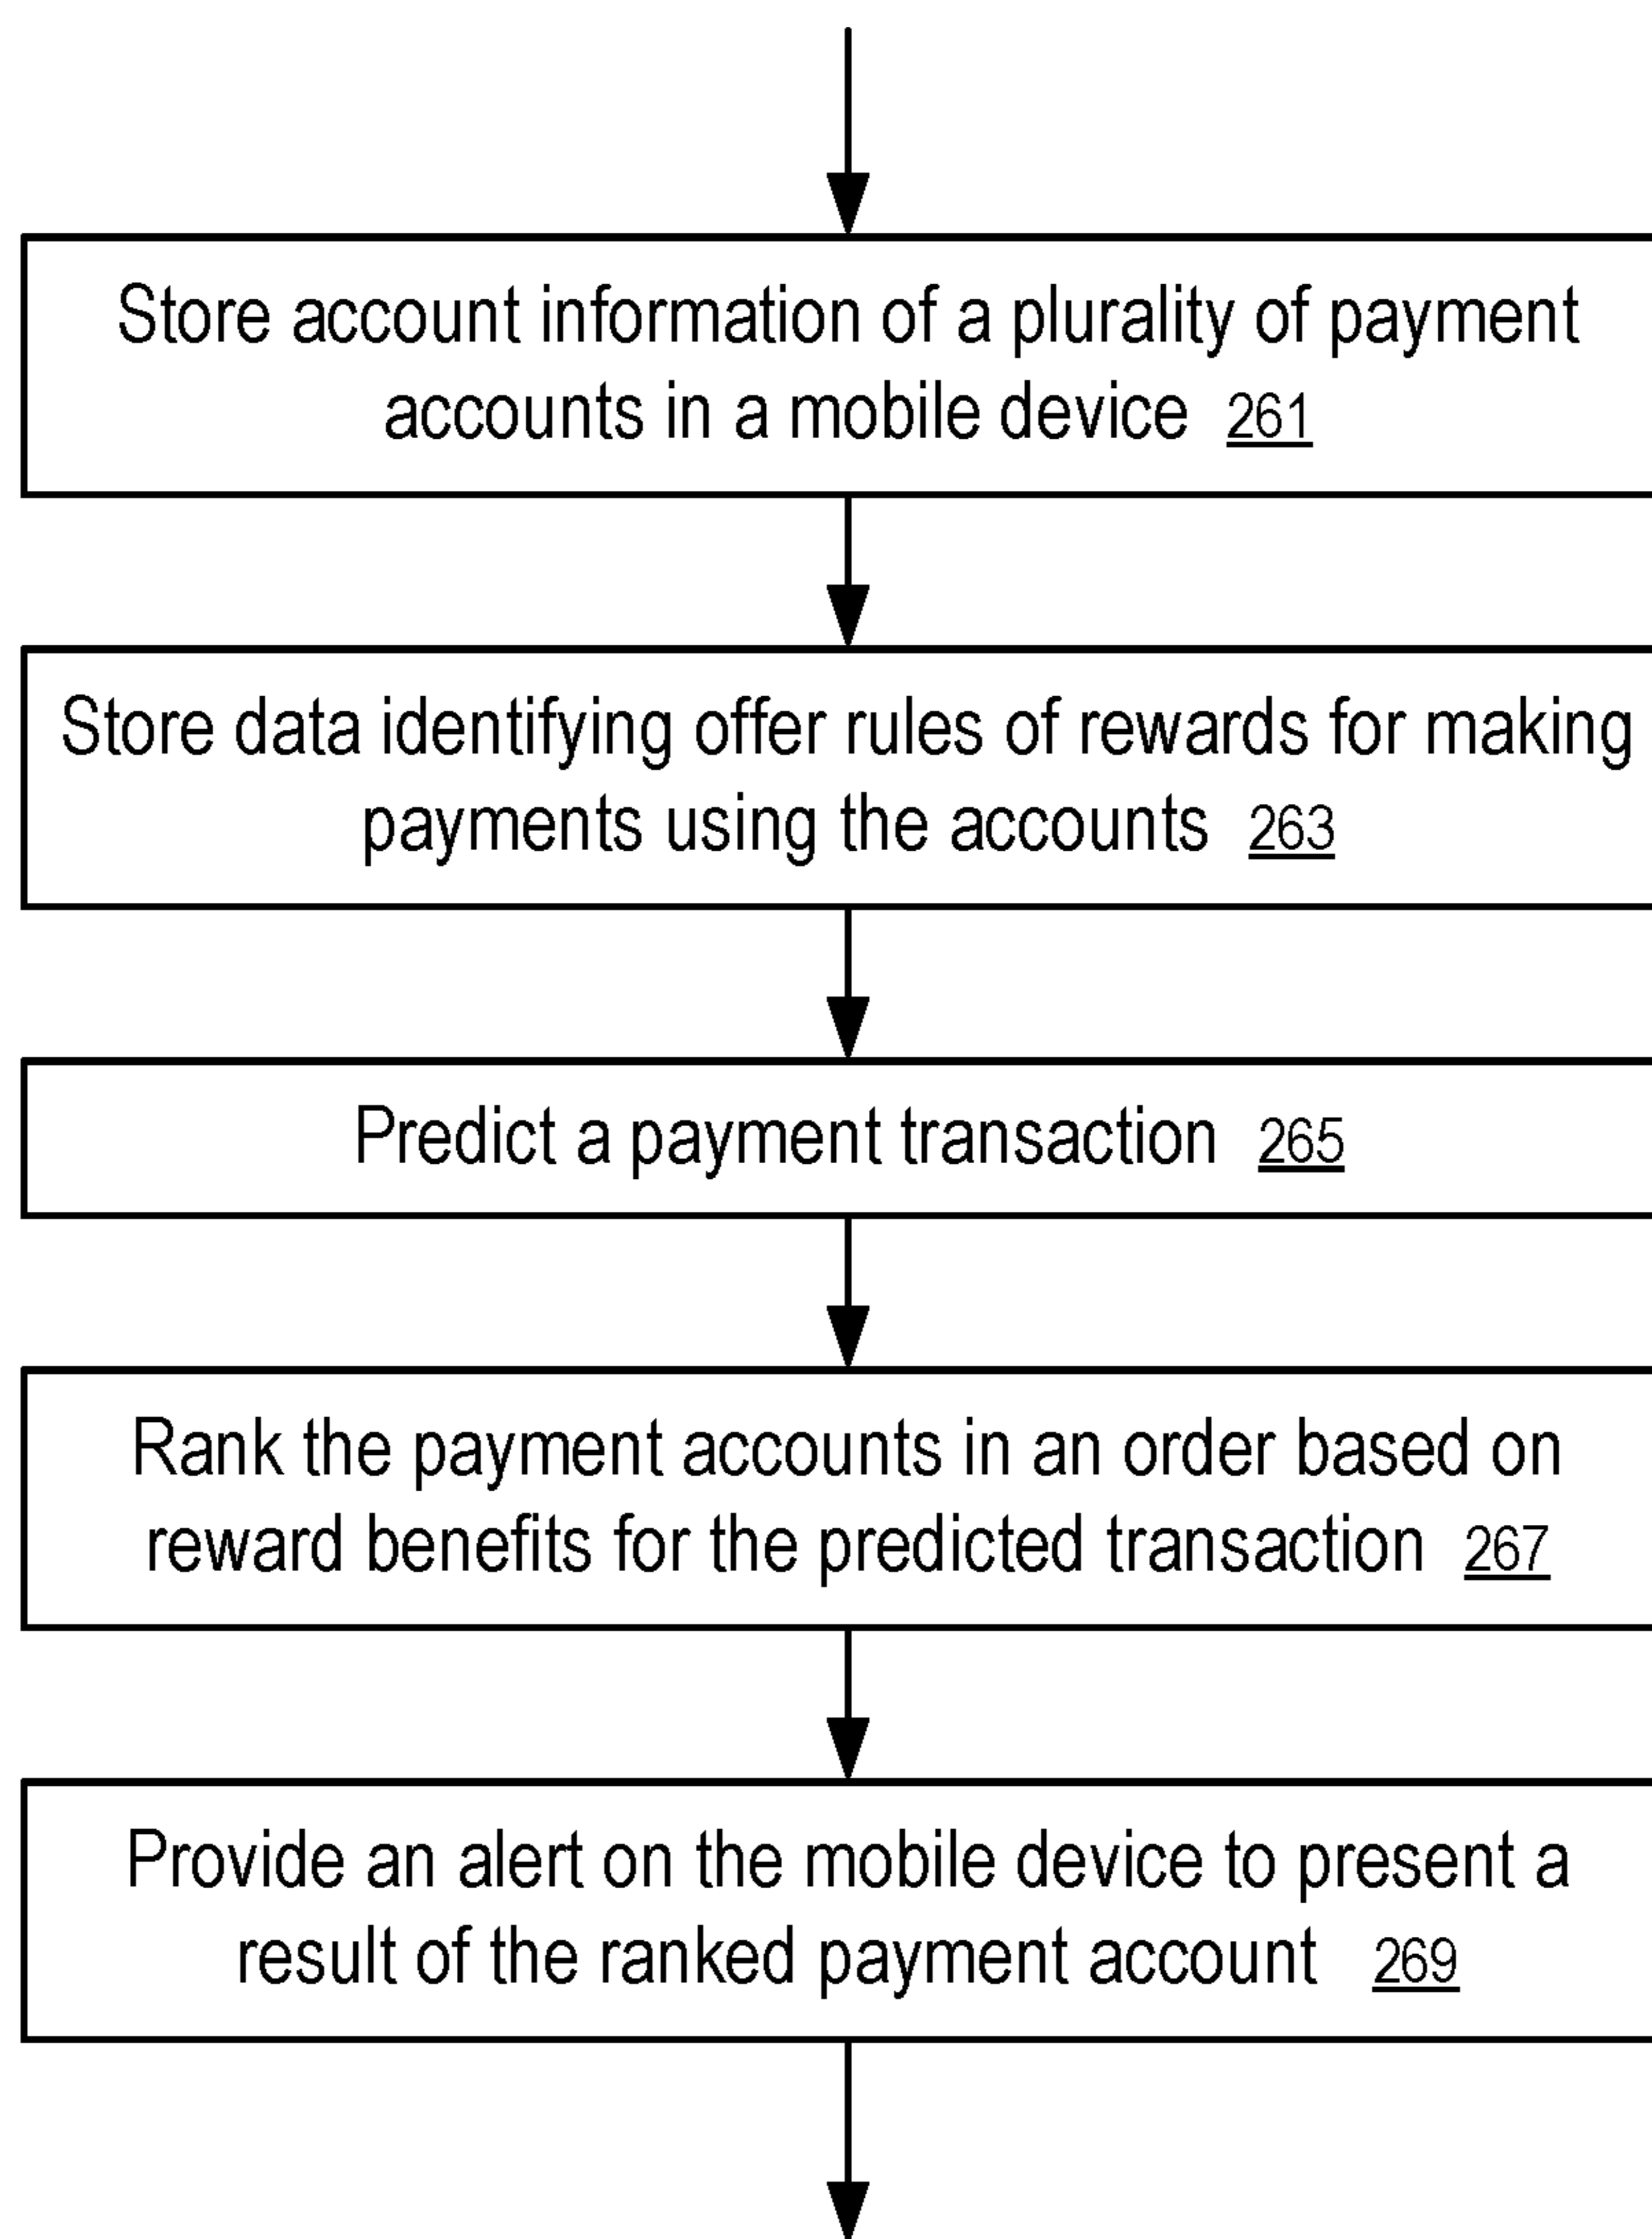 Store account information of a plurality of payment
accounts in a mobile device 261
Store data identifying offer rules of rewards for making
payments using the accounts 263
Predict a payment transaction 265
Rank the payment accounts in an order based on
reward benefits for the predicted transaction 267
Provide an alert on the mobile device to present a
result of the ranked payment account 269